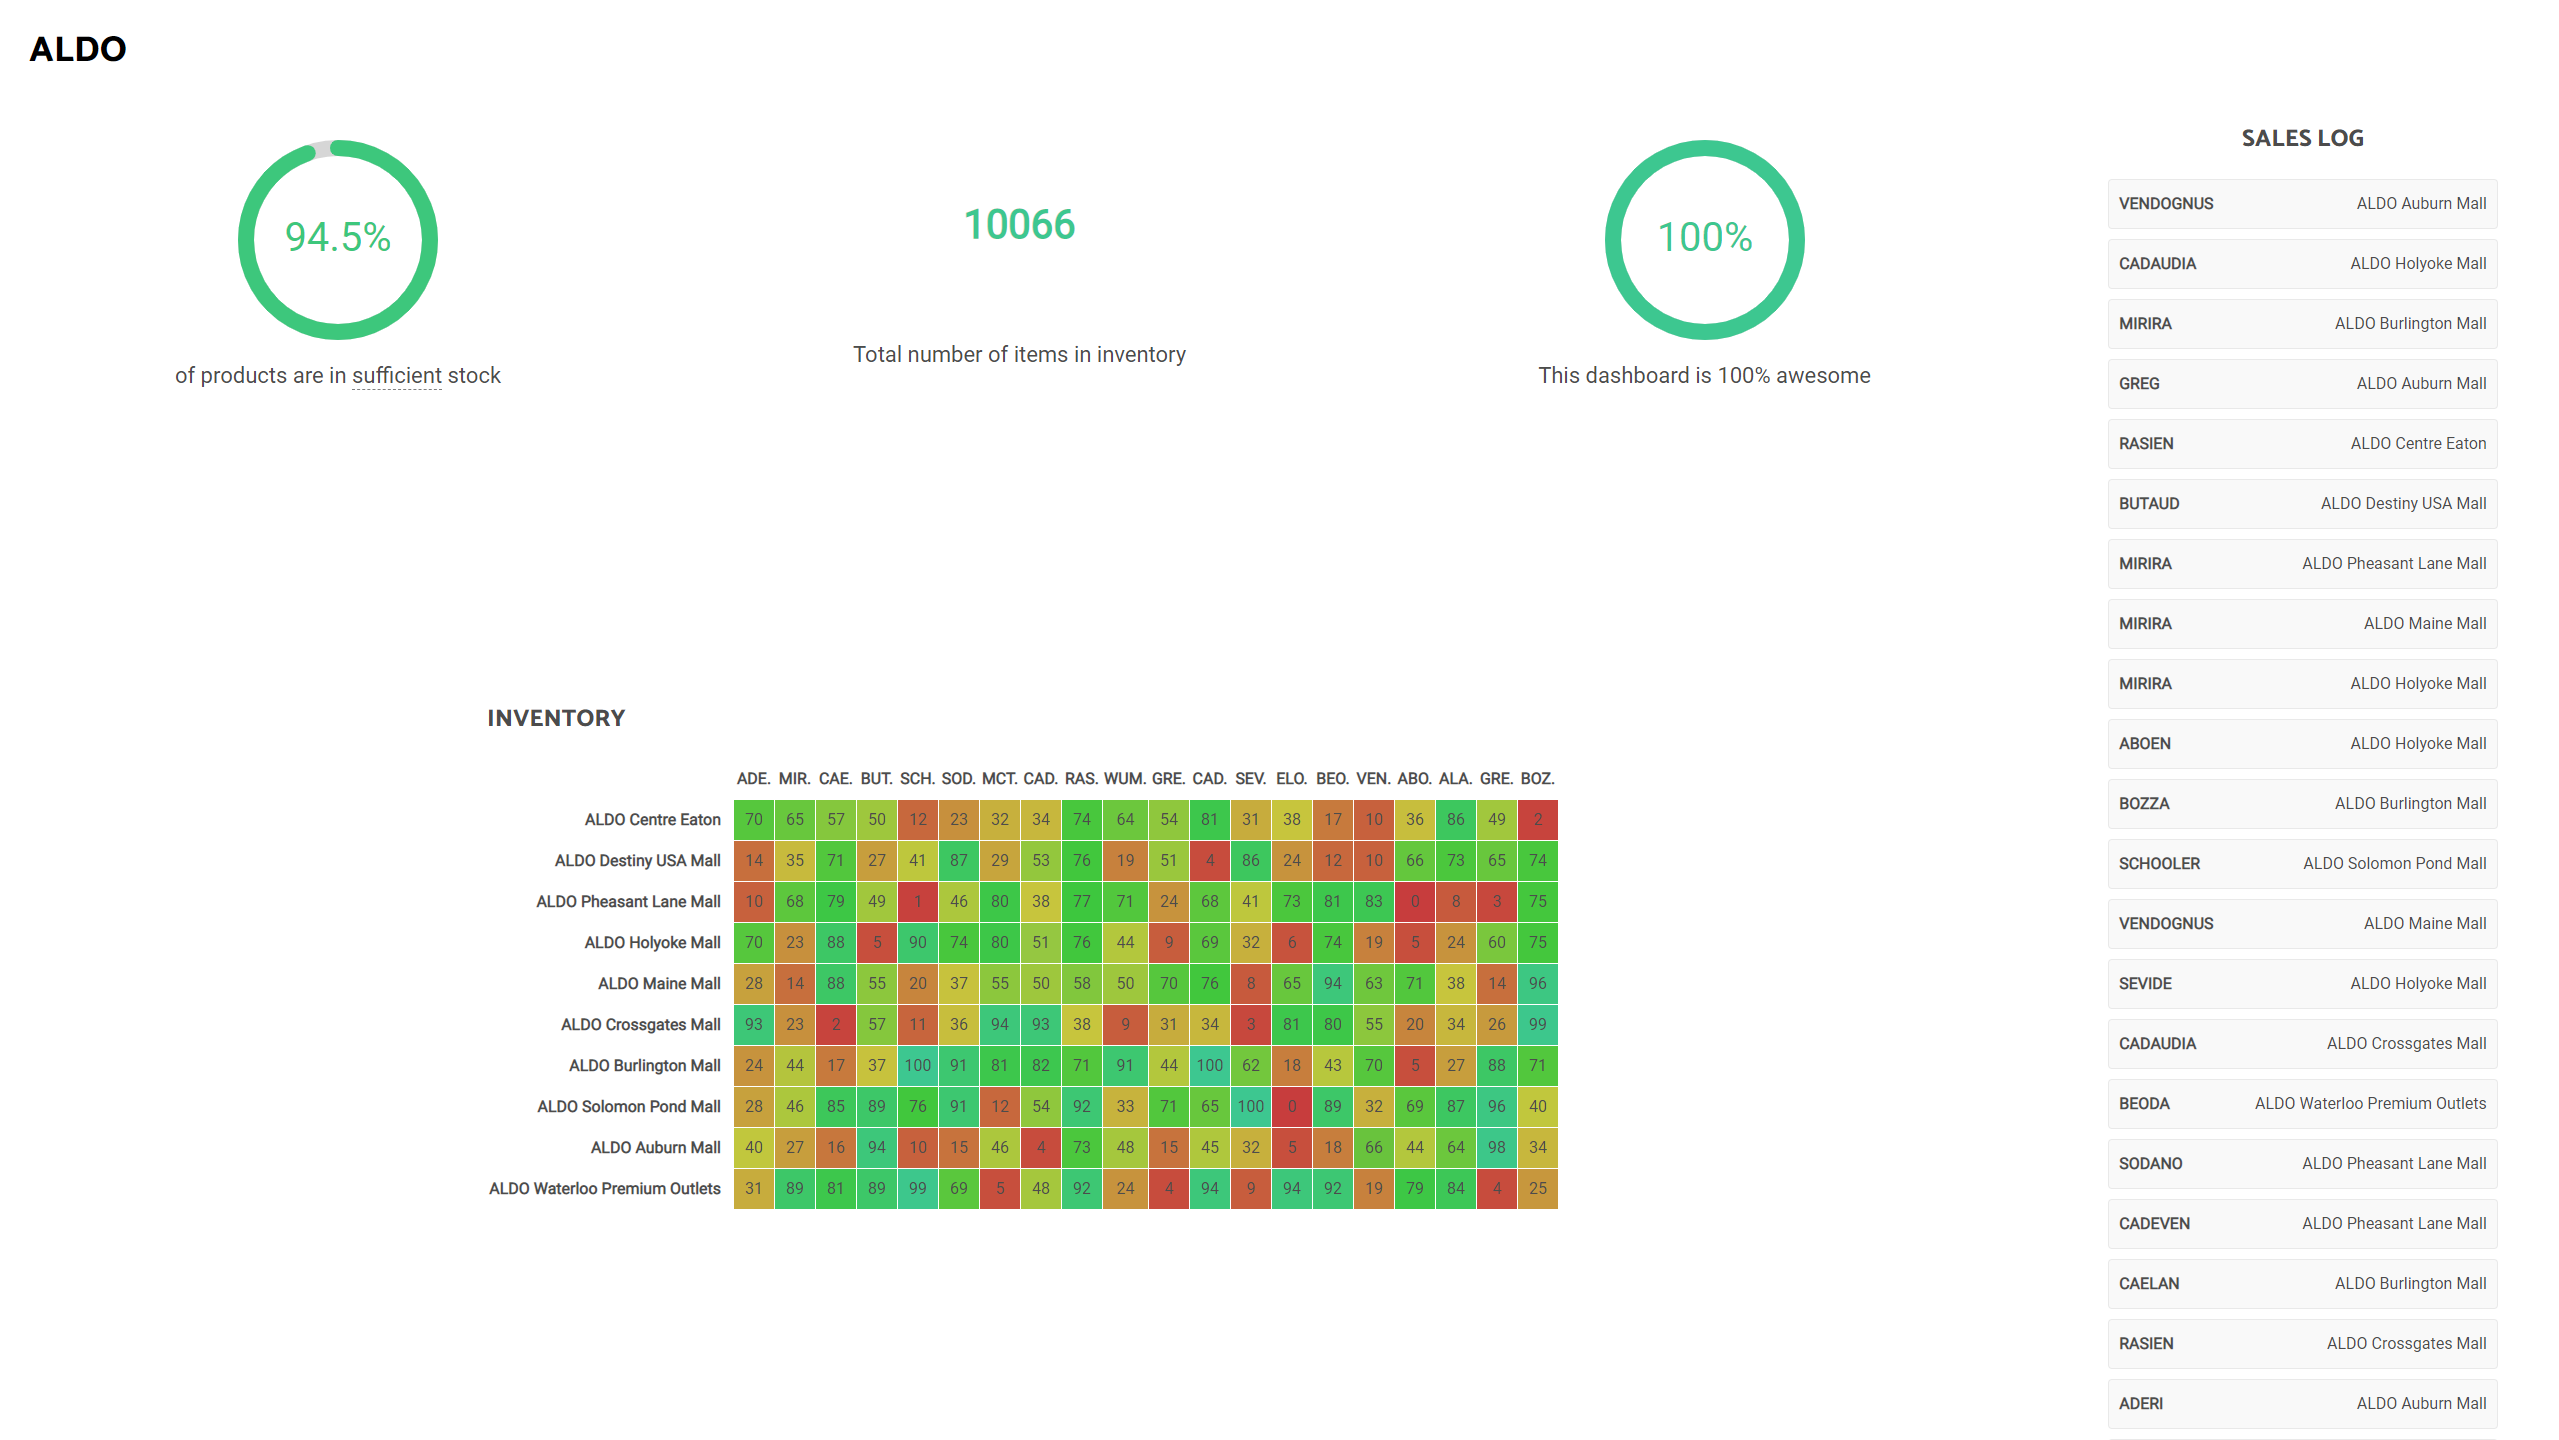 ALDO
94.5%
of products are in sufficient stock
10066
Total number of items in inventory
100%
This dashboard is 100% awesome
INVENTORY
ADE. MIR. CAE. BUT. SCH. SOD. MCT. CAD. RAS. WUM. GRE. CAD. SEV. ELO. BEO. VEN. ABO. ALA. GRE. BOZ.
ALDO Centre Eaton 70 65 57 50 12 23 32 34 74 64 54 81 31 38 17 10 36 86 49 2
ALDO Destiny USA Mall 14 35 71 27 41 87 29 53 76 19 51 4 86 24 12 10 66 73 65 74
ALDO Pheasant Lane Mall 10 68 79 49 1 46 80 38 77 71 24 68 41 73 81 83 0 8 3 75
ALDO Holyoke Mall 70 23 88 5 90 74 80 51 76 44 9 69 32 6 74 19 5 24 60 75
ALDO Maine Mall 28 14 88 55 20 37 55 50 58 50 70 76 8 65 94 63 71 38 14 96
ALDO Crossgates Mall 93 23 2 57 11 36 94 93 38 9 31 34 3 81 80 55 20 34 26 99
ALDO Burlington Mall 24 44 17 37 100 91 81 82 71 91 44 100 62 18 43 70 5 27 88 71
ALDO Solomon Pond Mall 28 46 85 89 76 91 12 54 92 33 71 65 100 0 89 32 69 87 96 40
ALDO Auburn Mall 40 27 16 94 10 15 46 4 73 48 15 45 32 5 18 66 44 64 98 34
ALDO Waterloo Premium Outlets 31 89 81 89 99 69 5 48 92 24 4 94 9 94 92 19 79 84 4 25
SALES LOG
VENDOGNUS ALDO Auburn Mall
CADAUDIA ALDO Holyoke Mall
MIRIRA ALDO Burlington Mall
GREG ALDO Auburn Mall
RASIEN ALDO Centre Eaton
BUTAUD ALDO Destiny USA Mall
MIRIRA ALDO Pheasant Lane Mall
MIRIRA ALDO Maine Mall
MIRIRA ALDO Holyoke Mall
ABOEN ALDO Holyoke Mall
BOZZA ALDO Burlington Mall
SCHOOLER ALDO Solomon Pond Mall
VENDOGNUS ALDO Maine Mall
SEVIDE ALDO Holyoke Mall
CADAUDIA ALDO Crossgates Mall
BEODA ALDO Waterloo Premium Outlets
SODANO ALDO Pheasant Lane Mall
CADEVEN ALDO Pheasant Lane Mall
CAELAN ALDO Burlington Mall
RASIEN ALDO Crossgates Mall
ADERI ALDO Auburn Mall